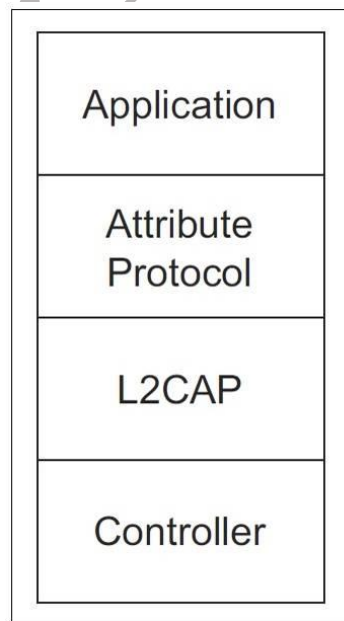 Application
Attribute
Protocol
L2CAP
Controller